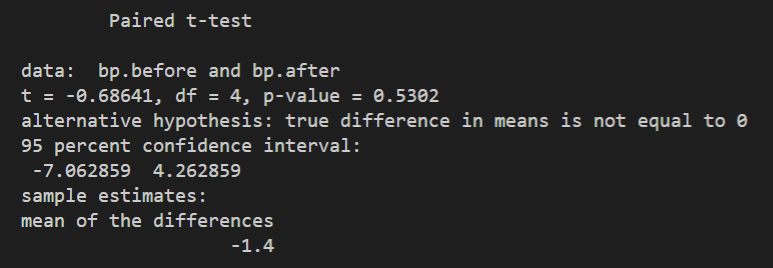 Paired t-test
data:  bp.before and bp.after
t = -0.68641, df = 4, p-value = 0.5302
alternative hypothesis: true difference in means is not equal to 0
95 percent confidence interval:
 -7.062859  4.262859
sample estimates:
mean of the differences
-1.4